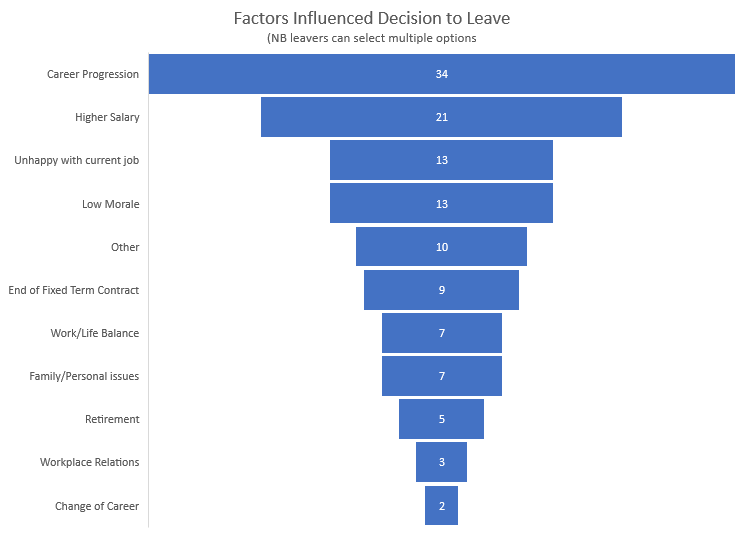 Factors Influenced Decision to Leave
(NB leavers can select multiple options
Career Progression 34
Higher Salary 21
Unhappy with current job 13
Low Morale 13
Other 10
End of Fixed Term Contract 9
Work/Life Balance 7
Family/Personal issues 7
Retirement 5
Workplace Relations 3
Change of Career 2